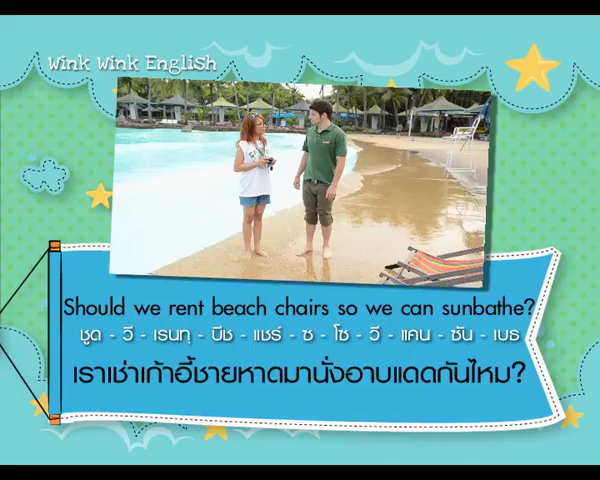 Wink Wink English
Should we rent beach chairs so we can sunbathe?
ชูด - วี - เรนทฺ - บีช - แชร์ - ซ - โซ - วี - แคน - ซัน - เบธ
เราเช่าเก้าอี้ชายหาดมานั่งอาบแดดกันไหม?